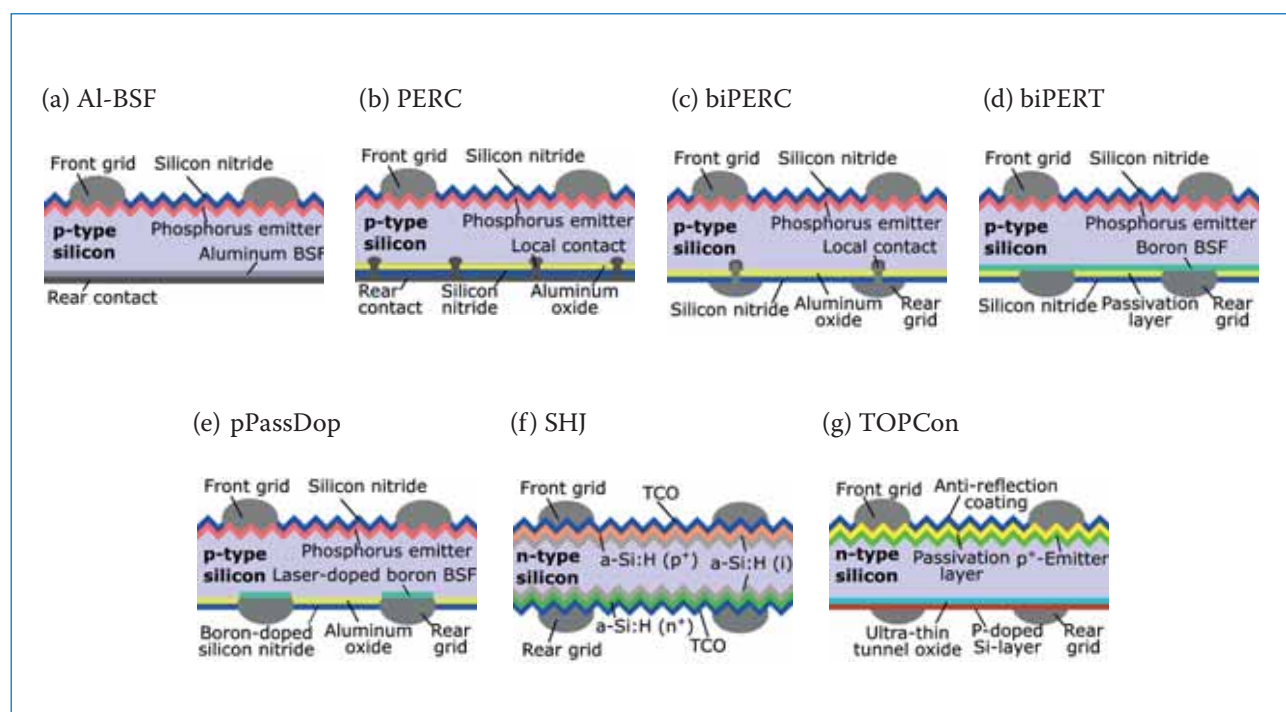 (a) Al-BSF
Front grid
Silicon nitride
p-type
silicon
Phosphorus emitter
Aluminum BSF
Rear contact
(b) PERC
Front grid
Silicon nitride
p-type
silicon
Phosphorus emitter
Local contact
Rear
contact
Silicon
nitride
Aluminum
oxide
(c) biPERC
Front grid
Silicon nitride
p-type
silicon
Phosphorus emitter
Local contact
Silicon nitride
Aluminum
oxide
Rear
grid
(d) biPERT
Front grid
Silicon nitride
p-type
silicon
Phosphorus emitter
Boron BSF
Silicon nitride
Passivation
layer
Rear
grid
(e) pPassDop
Front grid
Silicon nitride
p-type
silicon
Phosphorus emitter
Laser-doped boron BSF
Boron-doped
silicon nitride
Aluminum
oxide
Rear
grid
(f) SHJ
Front grid
TCO
n-type
silicon
a-Si:H (p⁺)
a-Si:H (i)
a-Si:H (n⁺)
Rear grid
TCO
(g) TOPCon
Front grid
Anti-reflection
coating
n-type
silicon
Passivation
layer
p⁺-Emitter
Ultra-thin
tunnel oxide
P-doped
Si-layer
Rear
grid